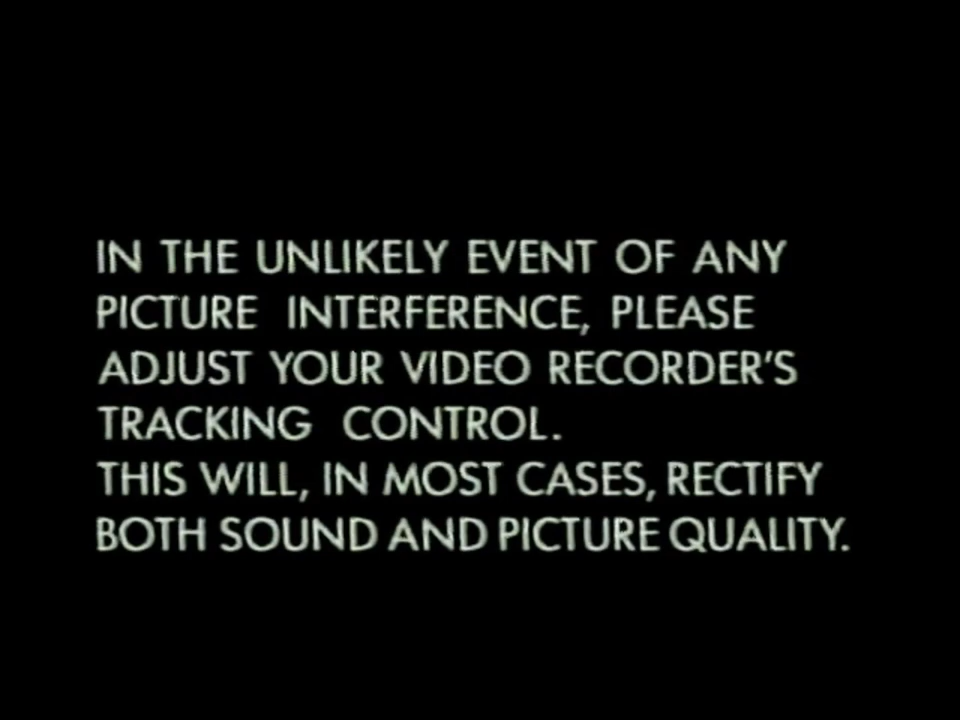 IN THE UNLIKELY EVENT OF ANY
PICTURE INTERFERENCE, PLEASE
ADJUST YOUR VIDEO RECORDER'S
TRACKING CONTROL.
THIS WILL, IN MOST CASES, RECTIFY
BOTH SOUND AND PICTURE QUALITY.